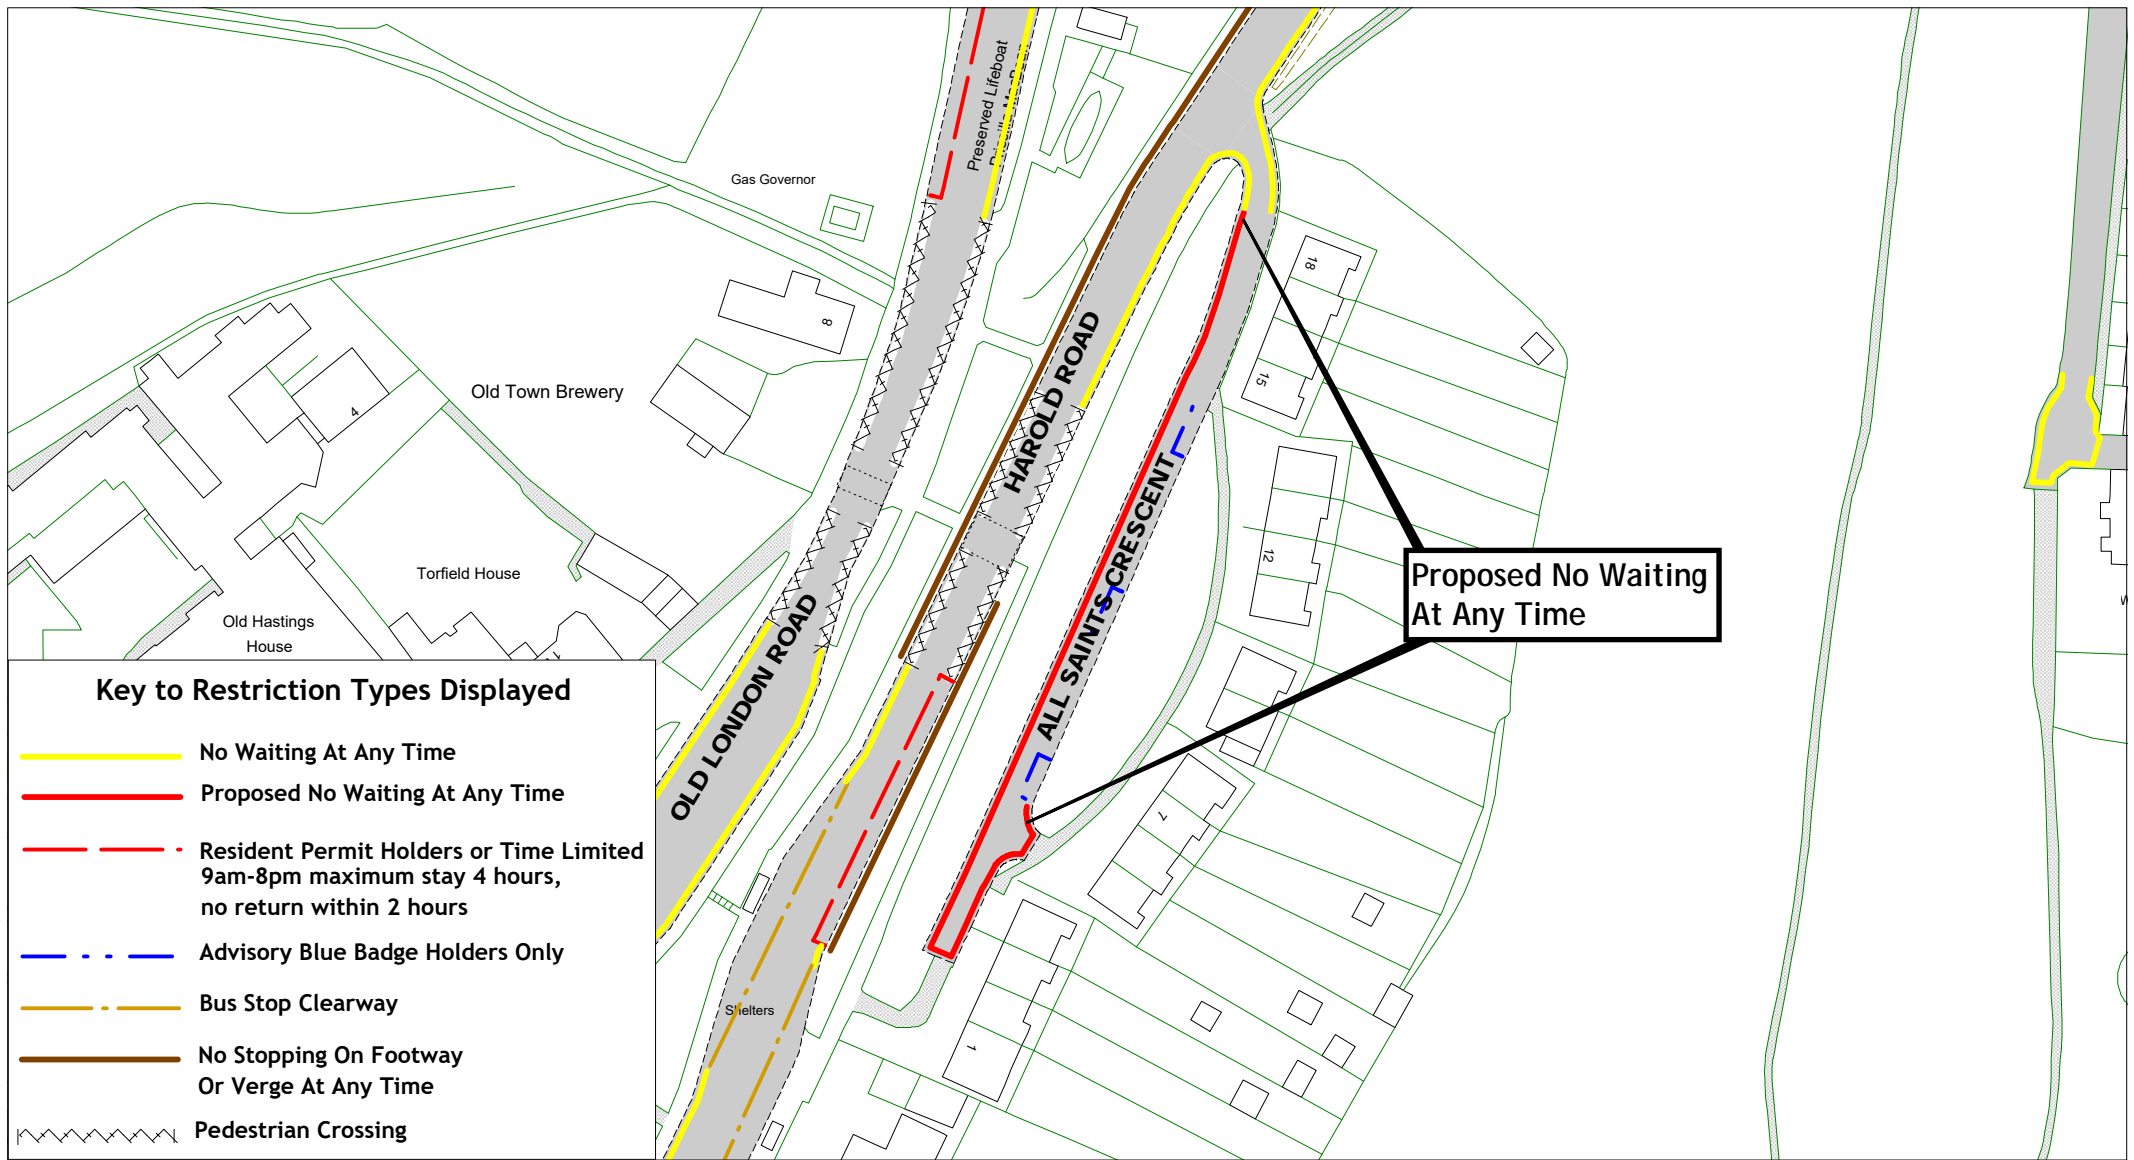 Preserved Lifeboat
Gas Governor
8
Old Town Brewery
4
Torfield House
Old Hastings
House
HAROLD ROAD
OLD LONDON ROAD
ALL SAINTS CRESCENT
18
15
12
7
1
Shelters
Proposed No Waiting
At Any Time
Key to Restriction Types Displayed
No Waiting At Any Time
Proposed No Waiting At Any Time
Resident Permit Holders or Time Limited
9am-8pm maximum stay 4 hours,
no return within 2 hours
Advisory Blue Badge Holders Only
Bus Stop Clearway
No Stopping On Footway
Or Verge At Any Time
Pedestrian Crossing